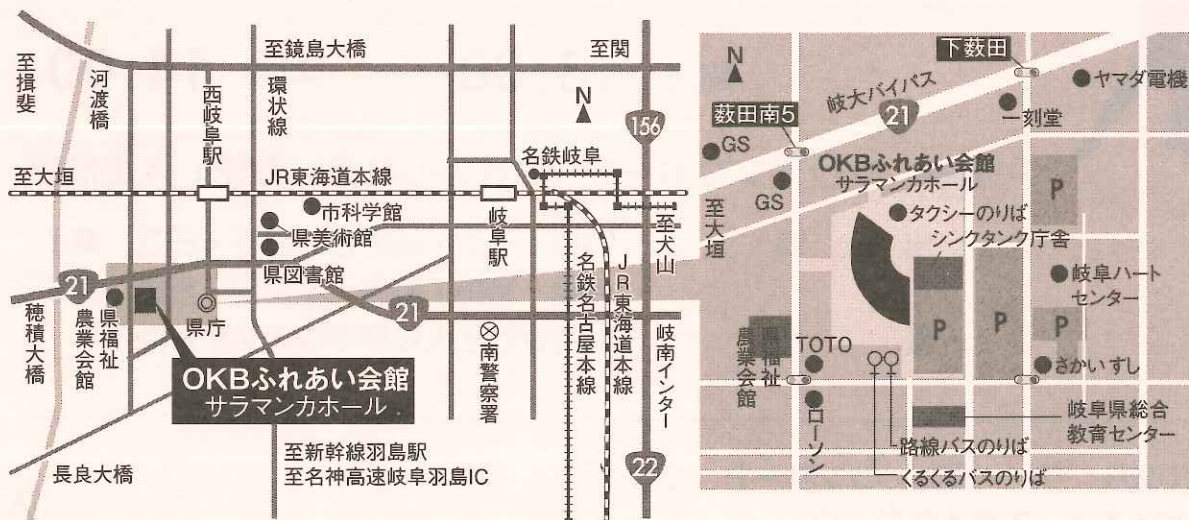 至鏡島大橋
至関
至揖斐
河渡橋
西岐阜駅
環状線
N
156
名鉄岐阜
至大垣
JR東海道本線
市科学館
県美術館
県図書館
岐阜駅
至犬山
21
穂積大橋
県福祉
農業会館
県庁
21
南警察署
名鉄名古屋本線
JR東海道本線
岐南インター
OKBふれあい会館
サラマンカホール
至新幹線羽島駅
至名神高速岐阜羽島IC
長良大橋
22
N
下薮田
ヤマダ電機
岐大バイパス
21
一刻堂
薮田南5
GS
OKBふれあい会館
サラマンカホール
GS
P
至大垣
タクシーのりば
シンクタンク庁舎
岐阜ハート
センター
P
P
P
県福祉
農業会館
TOTO
さかいすし
ローソン
岐阜県総合
教育センター
路線バスのりば
くるくるバスのりば